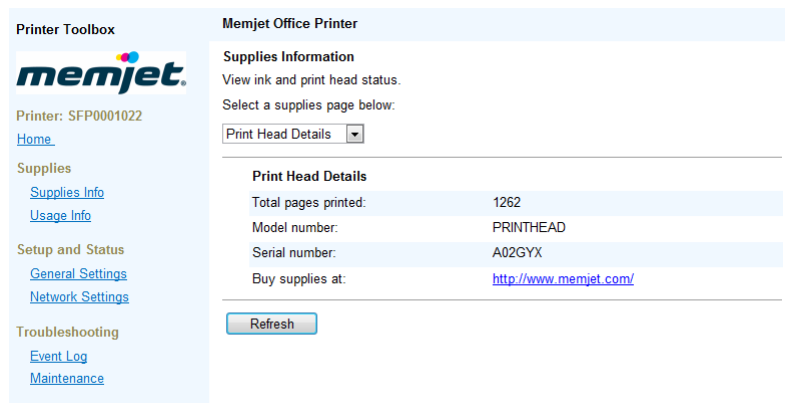 Printer Toolbox
memjet.
Printer: SFP0001022
Home
Supplies
Supplies Info
Usage Info
Setup and Status
General Settings
Network Settings
Troubleshooting
Event Log
Maintenance
Memjet Office Printer
Supplies Information
View ink and print head status.
Select a supplies page below:
Print Head Details
Print Head Details
Total pages printed: 1262
Model number: PRINTHEAD
Serial number: A02GYX
Buy supplies at: http://www.memjet.com/
Refresh